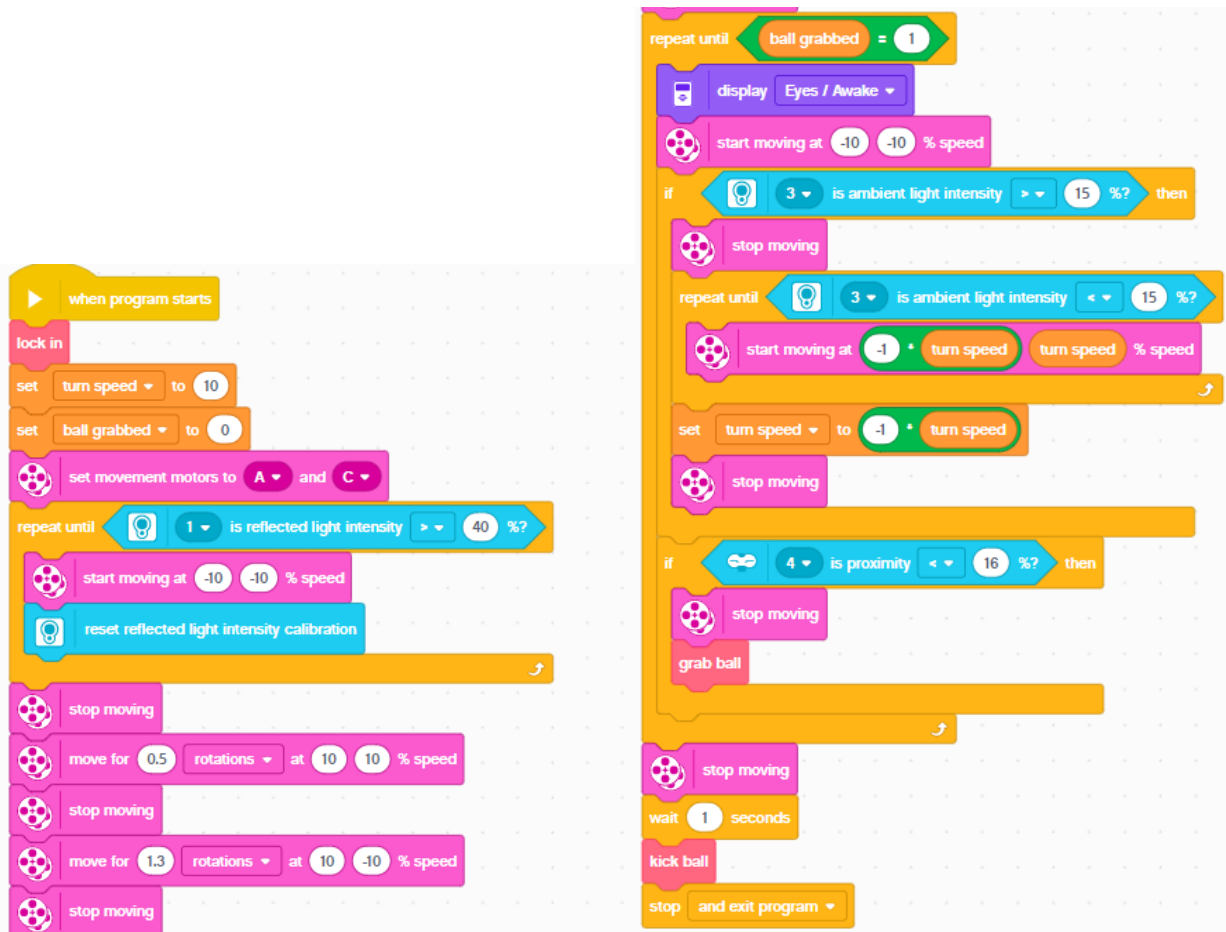 when program starts
lock in
set turn speed to 10
set ball grabbed to 0
set movement motors to A and C
repeat until 1 is reflected light intensity > 40 %?
start moving at -10 -10 % speed
reset reflected light intensity calibration
stop moving
move for 0.5 rotations at 10 10 % speed
stop moving
move for 1.3 rotations at 10 -10 % speed
stop moving
repeat until ball grabbed = 1
display Eyes / Awake
start moving at -10 -10 % speed
if 3 is ambient light intensity > 15 %? then
stop moving
repeat until 3 is ambient light intensity < 15 %?
start moving at -1 * turn speed turn speed % speed
set turn speed to -1 * turn speed
stop moving
if 4 is proximity < 16 %? then
stop moving
grab ball
stop moving
wait 1 seconds
kick ball
stop and exit program